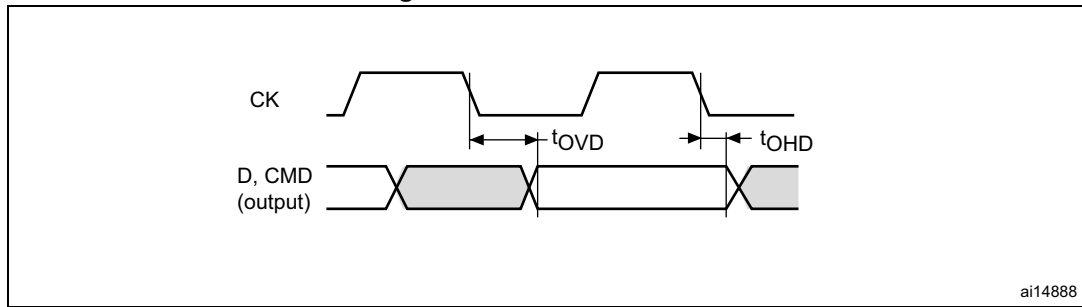 CK
tOVD
tOHD
D, CMD
(output)
ai14888